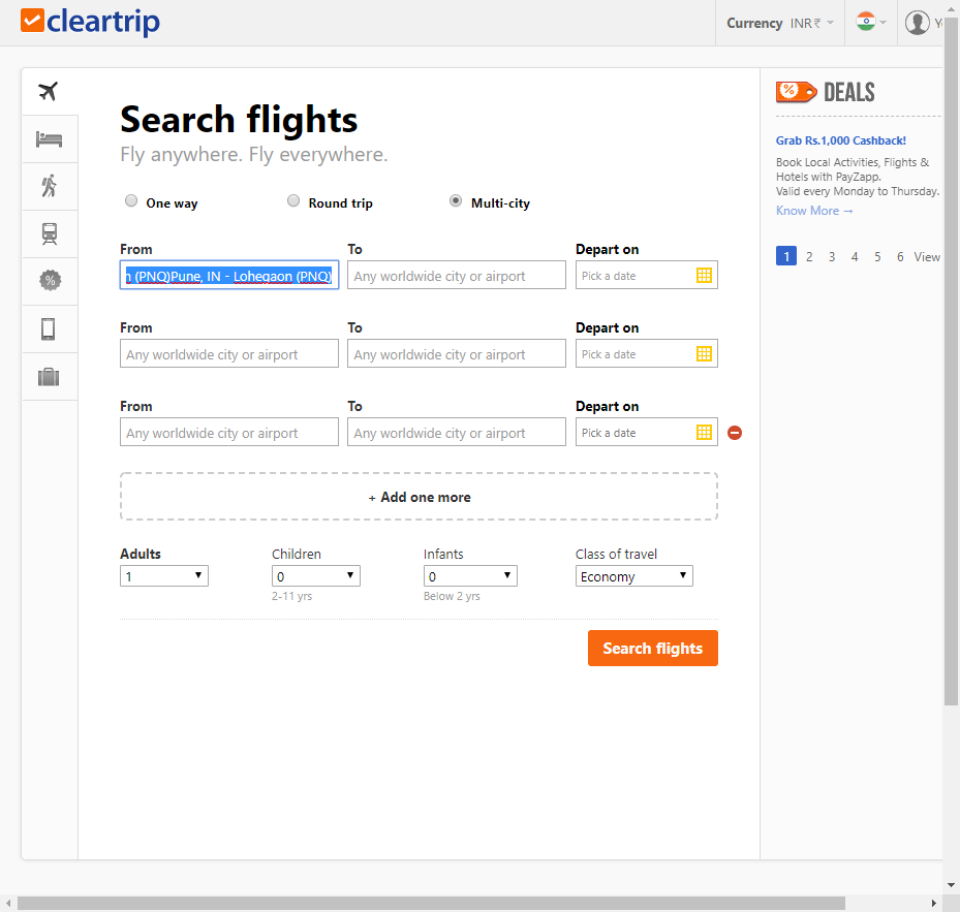 cleartrip
Currency INR₹
Search flights
Fly anywhere. Fly everywhere.
One way Round trip Multi-city
From To Depart on
(PNQ)Pune, IN - Lohegaon (PNQ) Any worldwide city or airport Pick a date
From To Depart on
Any worldwide city or airport Any worldwide city or airport Pick a date
From To Depart on
Any worldwide city or airport Any worldwide city or airport Pick a date
+ Add one more
Adults Children Infants Class of travel
1 0 0 Economy
2-11 yrs Below 2 yrs
Search flights
% DEALS
Grab Rs.1,000 Cashback!
Book Local Activities, Flights &
Hotels with PayZapp.
Valid every Monday to Thursday.
Know More →
1 2 3 4 5 6 View